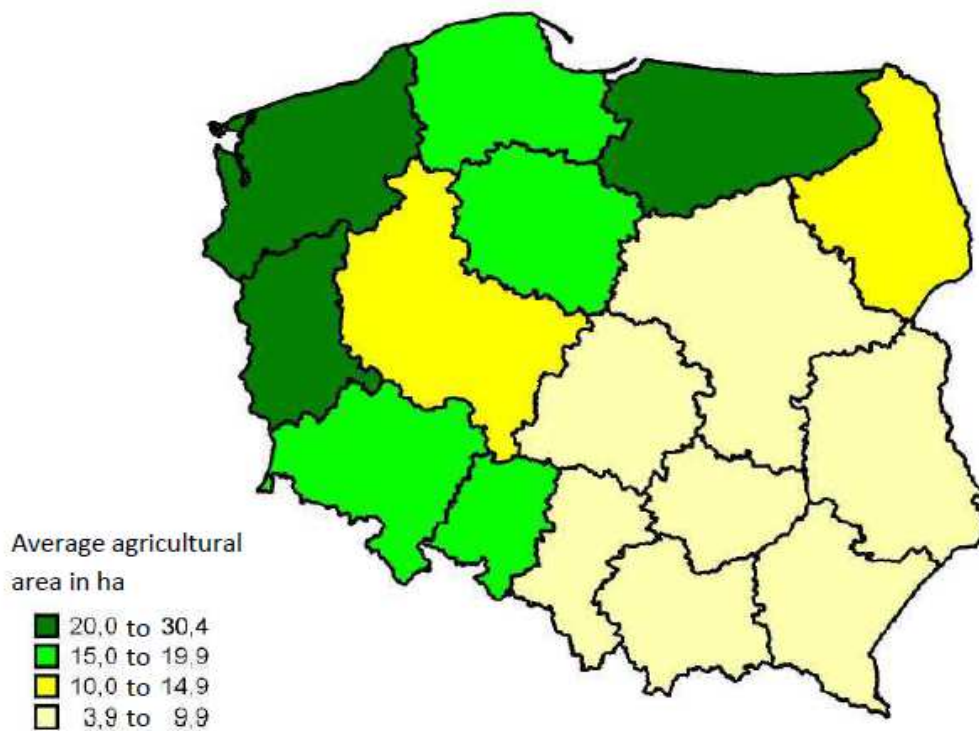 Average agricultural
area in ha
20,0 to 30,4
15,0 to 19,9
10,0 to 14,9
3,9 to 9,9